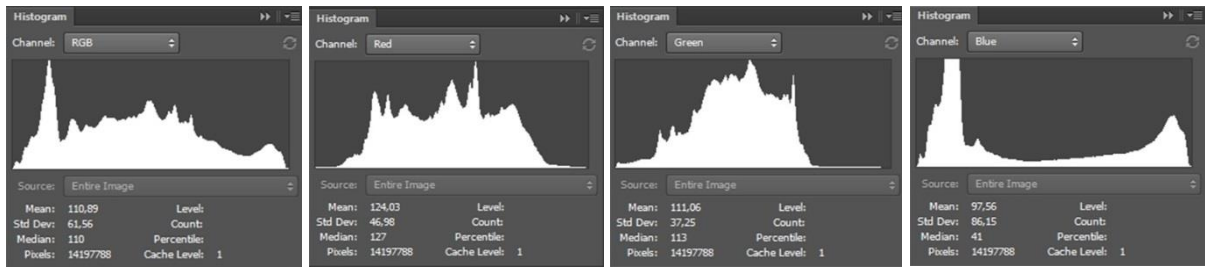 Histogram
Channel: RGB
Source: Entire Image
Mean: 110,89 Level:
Std Dev: 61,56 Count:
Median: 110 Percentile:
Pixels: 14197788 Cache Level: 1
Histogram
Channel: Red
Source: Entire Image
Mean: 124,03 Level:
Std Dev: 46,98 Count:
Median: 127 Percentile:
Pixels: 14197788 Cache Level: 1
Histogram
Channel: Green
Source: Entire Image
Mean: 111,06 Level:
Std Dev: 37,25 Count:
Median: 113 Percentile:
Pixels: 14197788 Cache Level: 1
Histogram
Channel: Blue
Source: Entire Image
Mean: 97,56 Level:
Std Dev: 86,15 Count:
Median: 41 Percentile:
Pixels: 14197788 Cache Level: 1